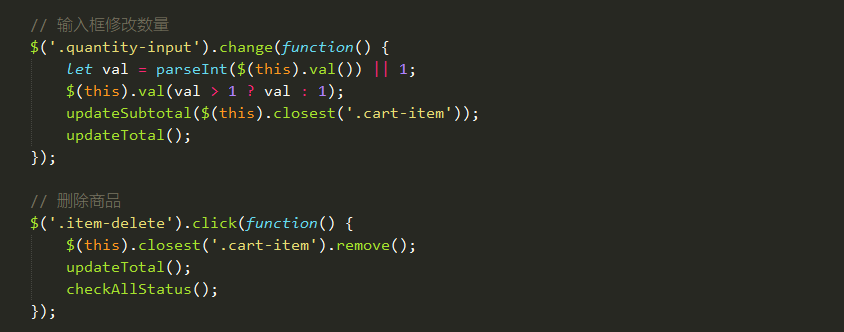 // 输入框修改数量
$('.quantity-input').change(function() {
    let val = parseInt($(this).val()) || 1;
    $(this).val(val > 1 ? val : 1);
    updateSubtotal($(this).closest('.cart-item'));
    updateTotal();
});

// 删除商品
$('.item-delete').click(function() {
    $(this).closest('.cart-item').remove();
    updateTotal();
    checkAllStatus();
});